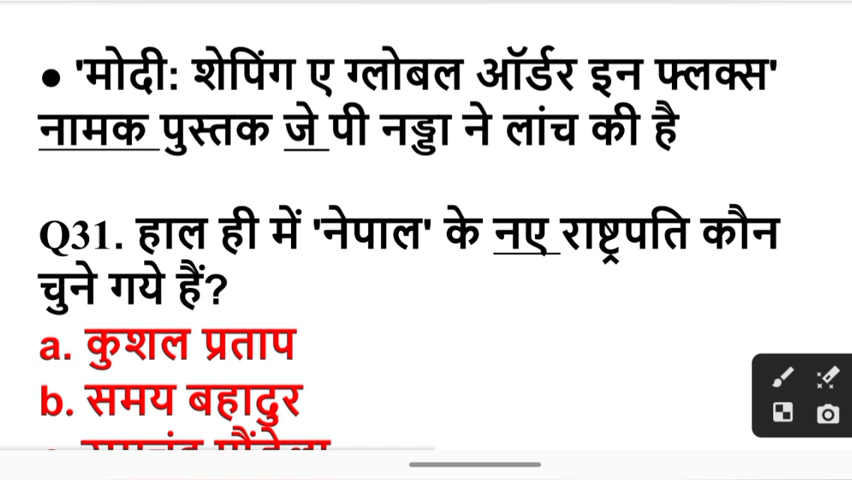 ● 'मोदी: शेपिंग ए ग्लोबल ऑर्डर इन फ्लक्स'
नामक पुस्तक जे पी नड्डा ने लांच की है
Q31. हाल ही में 'नेपाल' के नए राष्ट्रपति कौन
चुने गये हैं?
a. कुशल प्रताप
b. समय बहादुर